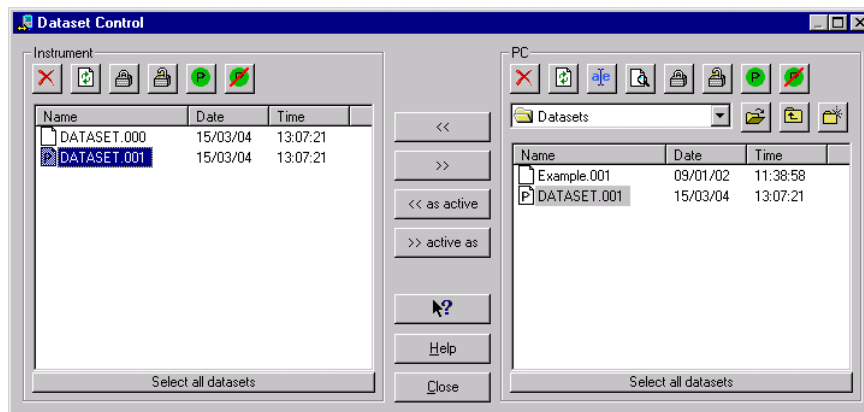 Dataset Control
Instrument
P P
Name Date Time
DATASET.000 15/03/04 13:07:21
P DATASET.001 15/03/04 13:07:21
Select all datasets
<<
>>
<< as active
>> active as
?
Help
Close
PC
a|e P P
Datasets
Name Date Time
Example.001 09/01/02 11:38:58
P DATASET.001 15/03/04 13:07:21
Select all datasets